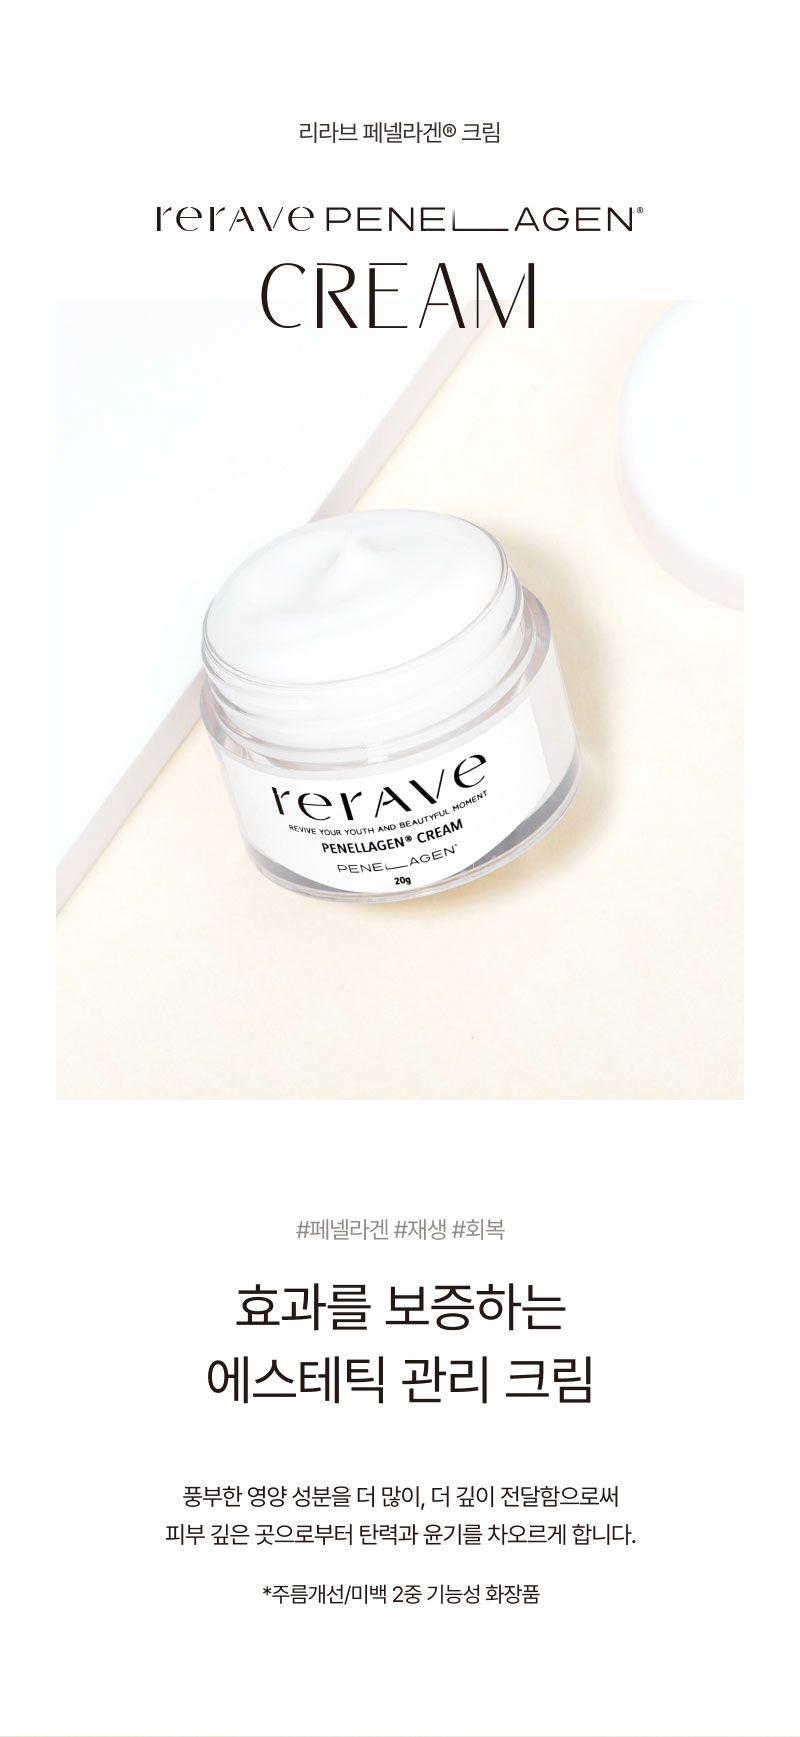 리라브 페넬라겐® 크림
rerave PENELLAGEN®
CREAM
rerave
REVIVE YOUR YOUTH AND BEAUTYFUL MOMENT
PENELLAGEN® CREAM
PENELLAGEN®
20g
#페넬라겐 #재생 #회복
효과를 보증하는
에스테틱 관리 크림
풍부한 영양 성분을 더 많이, 더 깊이 전달함으로써
피부 깊은 곳으로부터 탄력과 윤기를 차오르게 합니다.
*주름개선/미백 2중 기능성 화장품